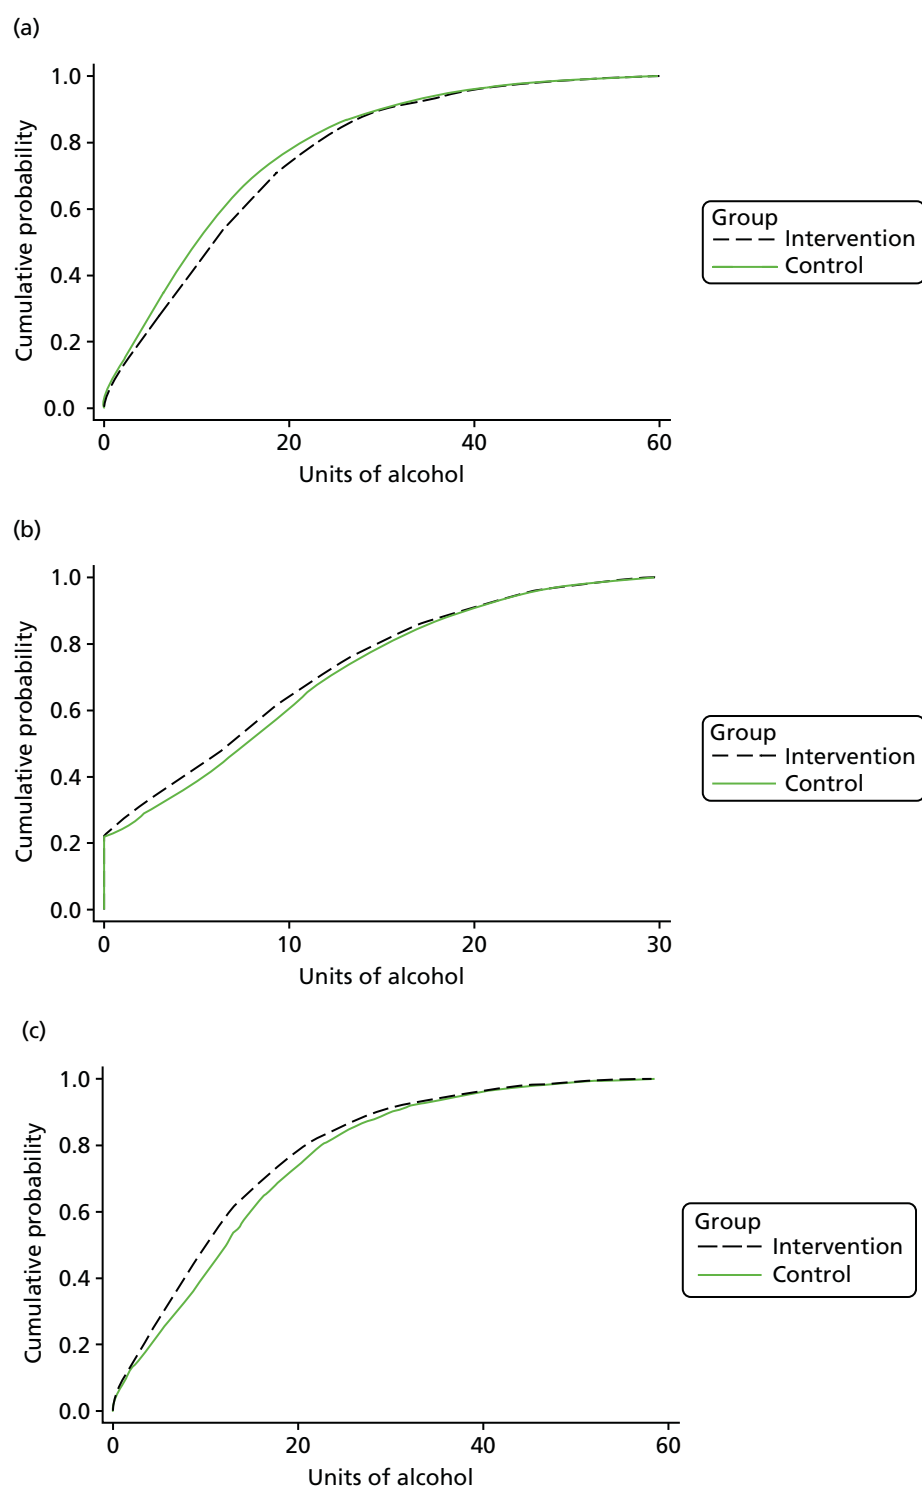 (a)
Cumulative probability
1.0
0.8
0.6
0.4
0.2
0.0
0 20 40 60
Units of alcohol
Group
Intervention
Control
(b)
Cumulative probability
1.0
0.8
0.6
0.4
0.2
0.0
0 10 20 30
Units of alcohol
Group
Intervention
Control
(c)
Cumulative probability
1.0
0.8
0.6
0.4
0.2
0.0
0 20 40 60
Units of alcohol
Group
Intervention
Control